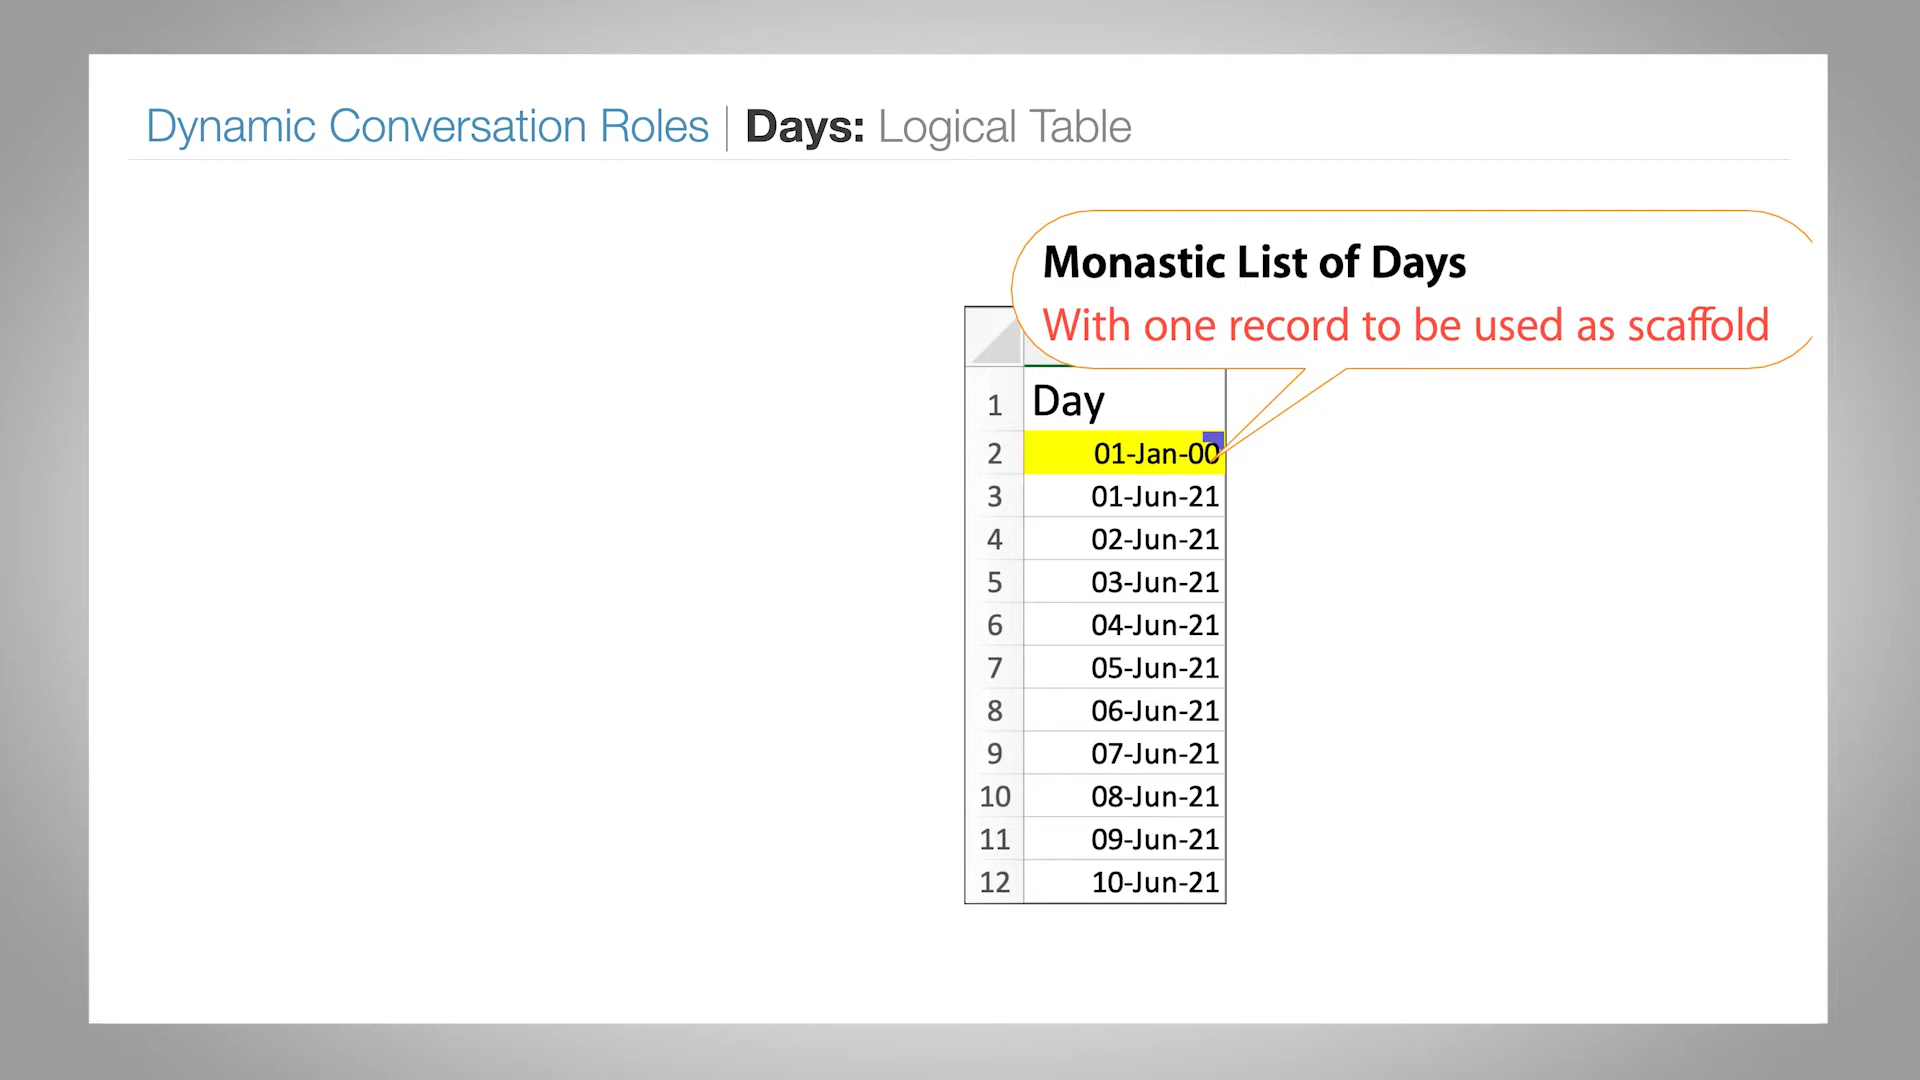 Dynamic Conversation Roles | Days: Logical Table
Monastic List of Days
With one record to be used as scaffold
1 Day
2 01-Jan-00
3 01-Jun-21
4 02-Jun-21
5 03-Jun-21
6 04-Jun-21
7 05-Jun-21
8 06-Jun-21
9 07-Jun-21
10 08-Jun-21
11 09-Jun-21
12 10-Jun-21